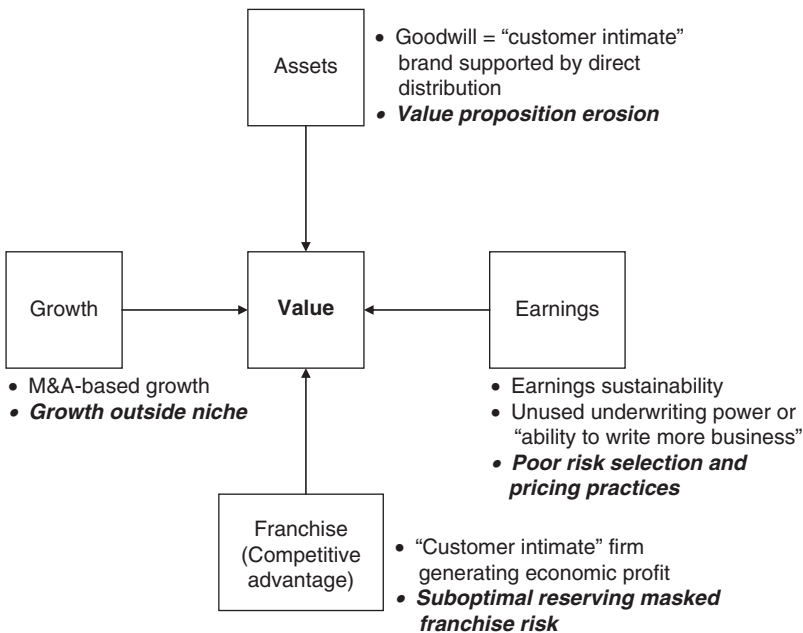 Assets
• Goodwill = “customer intimate”
brand supported by direct
distribution
• Value proposition erosion
Growth
Value
Earnings
• M&A-based growth
• Growth outside niche
• Earnings sustainability
• Unused underwriting power or
“ability to write more business”
• Poor risk selection and
pricing practices
Franchise
(Competitive
advantage)
• “Customer intimate” firm
generating economic profit
• Suboptimal reserving masked
franchise risk